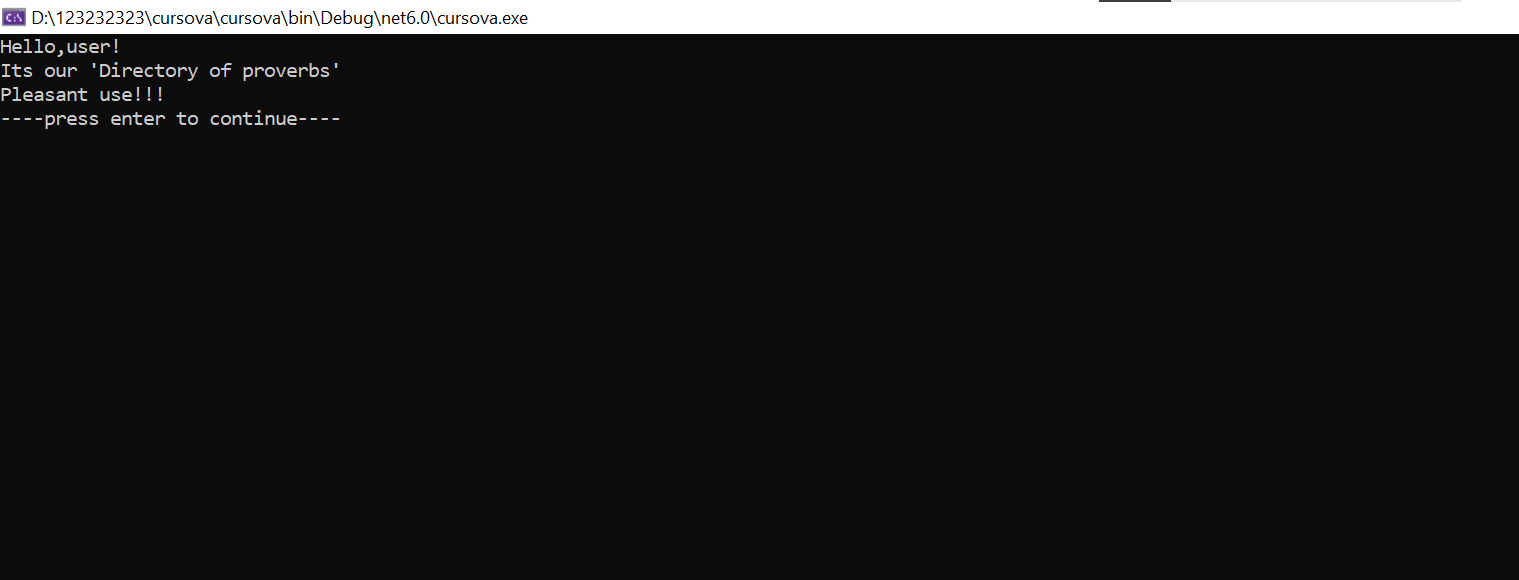 D:\123232323\cursova\cursova\bin\Debug\net6.0\cursova.exe
Hello,user!
Its our 'Directory of proverbs'
Pleasant use!!!
----press enter to continue----